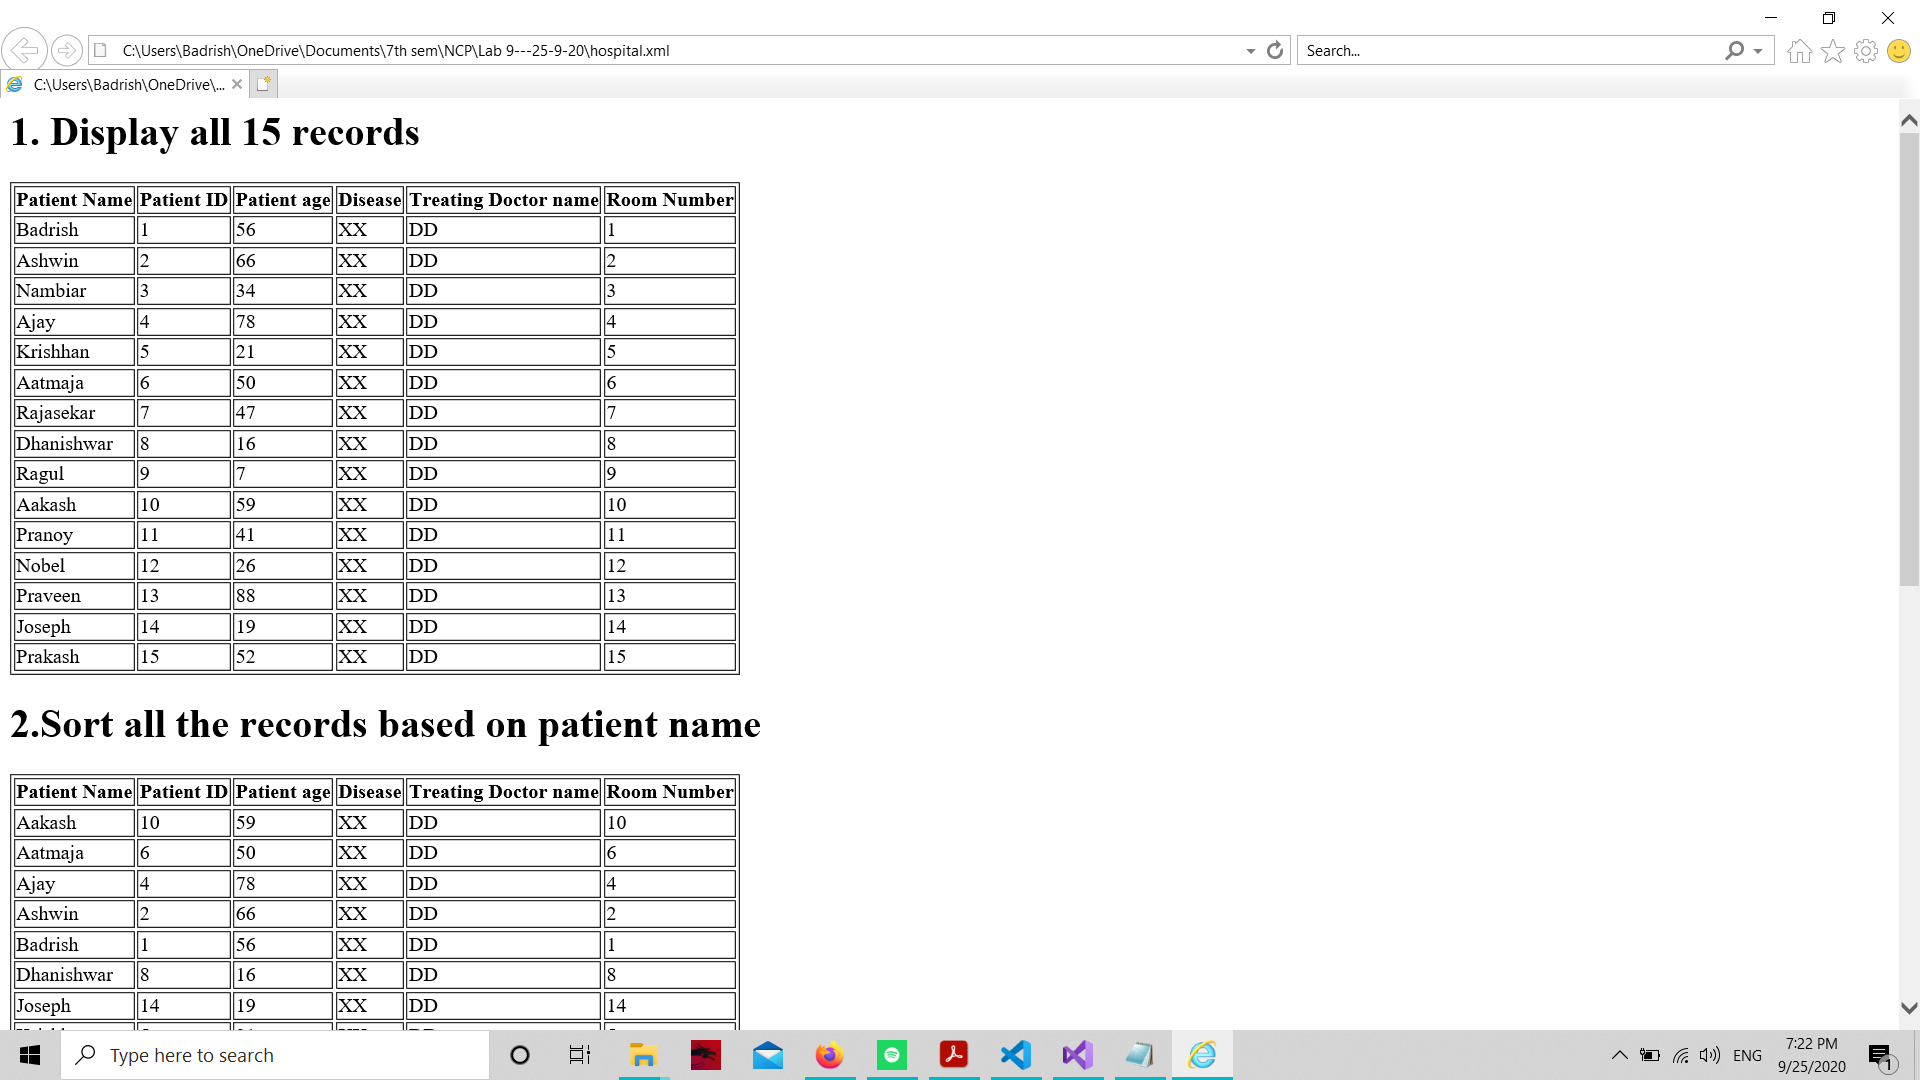 C:\Users\Badrish\OneDrive\Documents\7th sem\NCP\Lab 9---25-9-20\hospital.xml
Search...
C:\Users\Badrish\OneDrive\...
1. Display all 15 records
Patient Name Patient ID Patient age Disease Treating Doctor name Room Number
Badrish 1 56 XX DD 1
Ashwin 2 66 XX DD 2
Nambiar 3 34 XX DD 3
Ajay 4 78 XX DD 4
Krishhan 5 21 XX DD 5
Aatmaja 6 50 XX DD 6
Rajasekar 7 47 XX DD 7
Dhanishwar 8 16 XX DD 8
Ragul 9 7 XX DD 9
Aakash 10 59 XX DD 10
Pranoy 11 41 XX DD 11
Nobel 12 26 XX DD 12
Praveen 13 88 XX DD 13
Joseph 14 19 XX DD 14
Prakash 15 52 XX DD 15
2.Sort all the records based on patient name
Patient Name Patient ID Patient age Disease Treating Doctor name Room Number
Aakash 10 59 XX DD 10
Aatmaja 6 50 XX DD 6
Ajay 4 78 XX DD 4
Ashwin 2 66 XX DD 2
Badrish 1 56 XX DD 1
Dhanishwar 8 16 XX DD 8
Joseph 14 19 XX DD 14
Type here to search
ENG
7:22 PM
9/25/2020
1